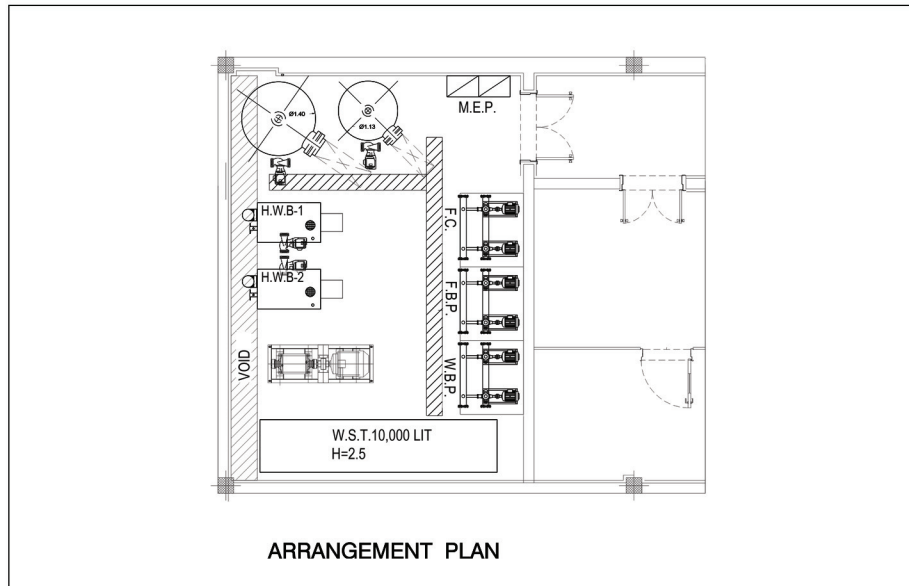 M.E.P.
Ø1.40
Ø1.13
H.W.B-1
F.C.
H.W.B-2
F.B.P.
VOID
W.B.P.
W.S.T.10,000 LIT
H=2.5
ARRANGEMENT PLAN